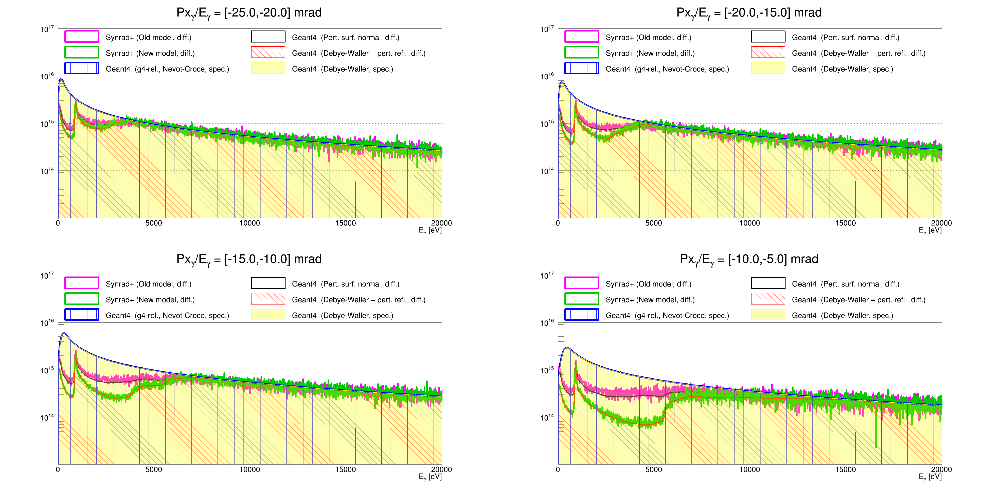 Pxγ/Eγ = [-25.0,-20.0] mrad
10^17
Synrad+ (Old model, diff.)
Geant4 (Pert. surf. normal, diff.)
Synrad+ (New model, diff.)
Geant4 (Debye-Waller + pert. refl., diff.)
Geant4 (g4-rel., Nevot-Croce, spec.)
Geant4 (Debye-Waller, spec.)
10^16
10^15
10^14
0 5000 10000 15000 20000
Eγ [eV]
Pxγ/Eγ = [-20.0,-15.0] mrad
10^17
Synrad+ (Old model, diff.)
Geant4 (Pert. surf. normal, diff.)
Synrad+ (New model, diff.)
Geant4 (Debye-Waller + pert. refl., diff.)
Geant4 (g4-rel., Nevot-Croce, spec.)
Geant4 (Debye-Waller, spec.)
10^16
10^15
10^14
0 5000 10000 15000 20000
Eγ [eV]
Pxγ/Eγ = [-15.0,-10.0] mrad
10^17
Synrad+ (Old model, diff.)
Geant4 (Pert. surf. normal, diff.)
Synrad+ (New model, diff.)
Geant4 (Debye-Waller + pert. refl., diff.)
Geant4 (g4-rel., Nevot-Croce, spec.)
Geant4 (Debye-Waller, spec.)
10^16
10^15
10^14
0 5000 10000 15000 20000
Eγ [eV]
Pxγ/Eγ = [-10.0,-5.0] mrad
10^17
Synrad+ (Old model, diff.)
Geant4 (Pert. surf. normal, diff.)
Synrad+ (New model, diff.)
Geant4 (Debye-Waller + pert. refl., diff.)
Geant4 (g4-rel., Nevot-Croce, spec.)
Geant4 (Debye-Waller, spec.)
10^16
10^15
10^14
0 5000 10000 15000 20000
Eγ [eV]